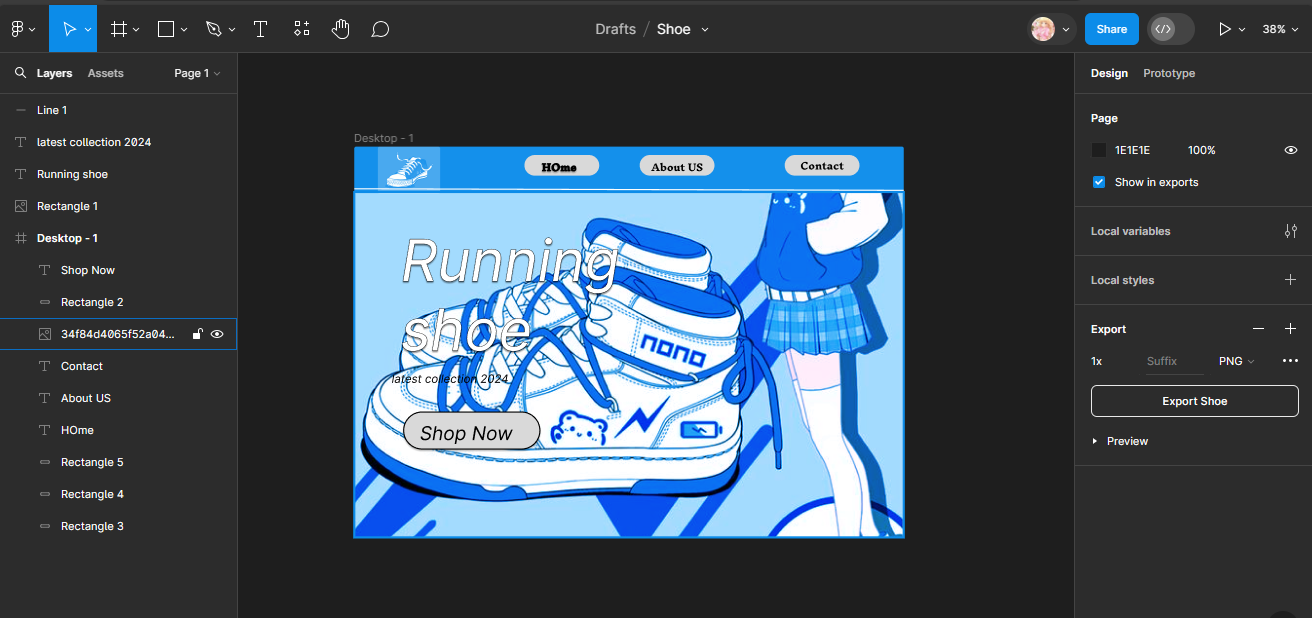 Drafts / Shoe
Share
38%
Layers
Assets
Page 1
Design
Prototype
Line 1
latest collection 2024
Running shoe
Rectangle 1
Desktop - 1
Shop Now
Rectangle 2
34f84d4065f52a04...
Contact
About US
HOme
Rectangle 5
Rectangle 4
Rectangle 3
Desktop - 1
HOme
About US
Contact
Running
shoe
latest collection 2024
Shop Now
nono
Page
1E1E1E
100%
Show in exports
Local variables
Local styles
Export
1x
Suffix
PNG
Export Shoe
Preview